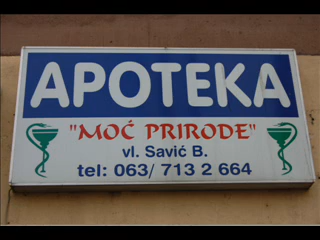 APOTEKA
"MOĆ PRIRODE"
vl. Savić B.
tel: 063/ 713 2 664